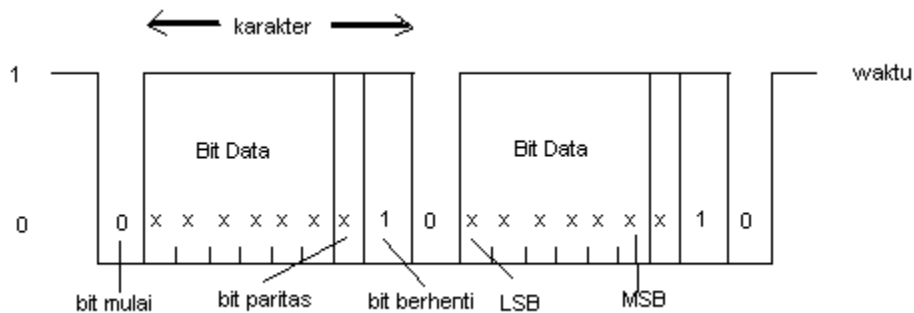 karakter
1 waktu
Bit Data Bit Data
0 0 x x x x x x x 1 0 x x x x x x x 1 0
bit mulai bit paritas bit berhenti LSB MSB